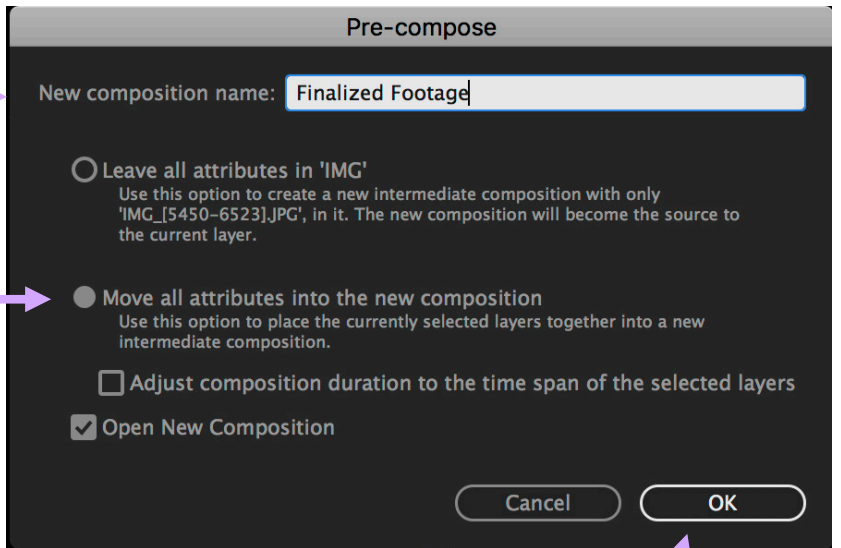 Pre-compose
New composition name: Finalized Footage
Leave all attributes in 'IMG'
Use this option to create a new intermediate composition with only
'IMG_[5450-6523].JPG', in it. The new composition will become the source to
the current layer.
Move all attributes into the new composition
Use this option to place the currently selected layers together into a new
intermediate composition.
Adjust composition duration to the time span of the selected layers
Open New Composition
Cancel OK